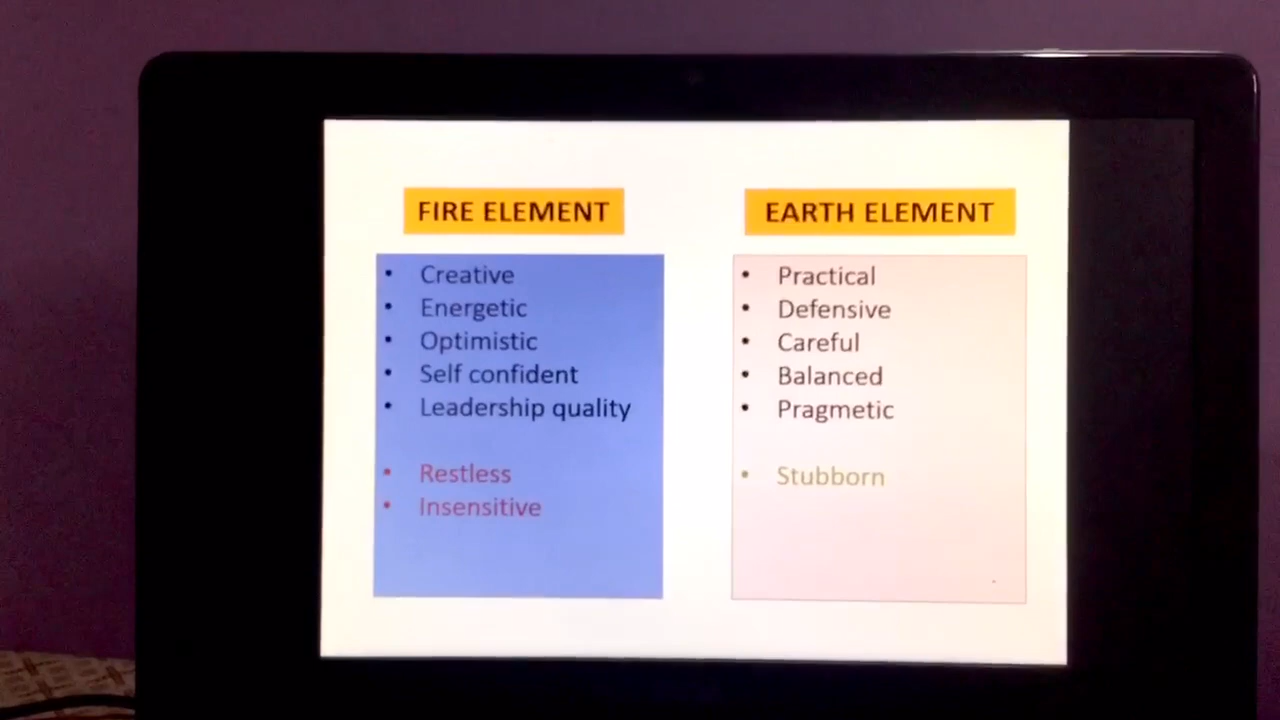 FIRE ELEMENT
• Creative
• Energetic
• Optimistic
• Self confident
• Leadership quality
• Restless
• Insensitive
EARTH ELEMENT
• Practical
• Defensive
• Careful
• Balanced
• Pragmetic
• Stubborn